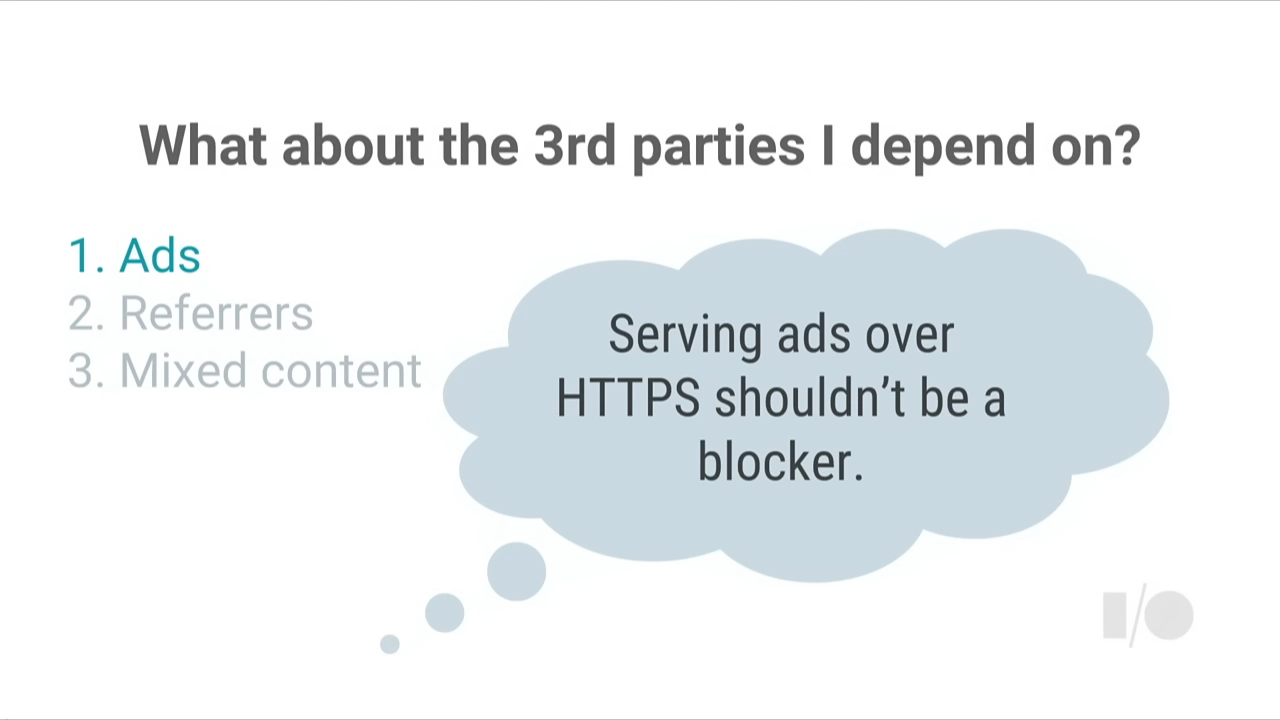 What about the 3rd parties I depend on?
1. Ads
2. Referrers
3. Mixed content
Serving ads over
HTTPS shouldn’t be a
blocker.
I/O